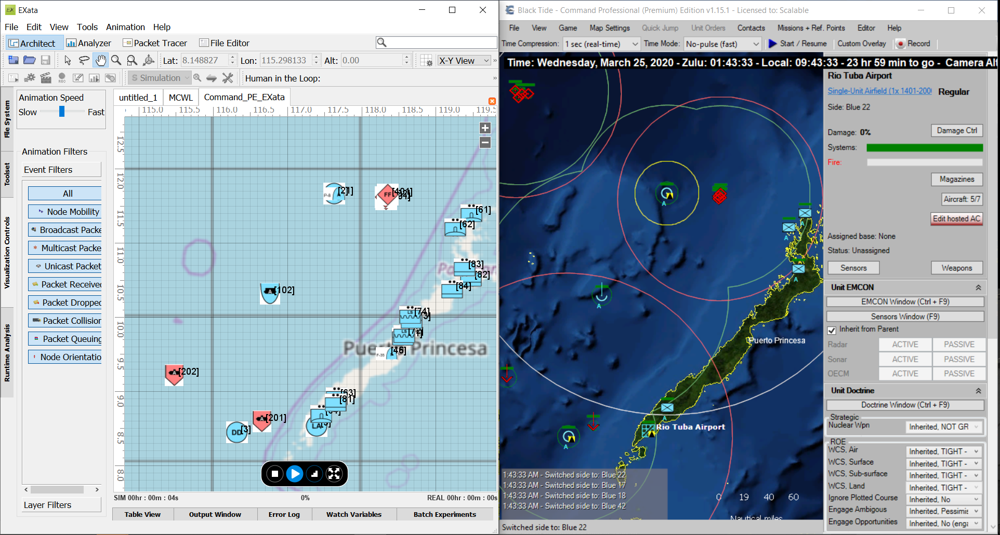 EXata
File Edit View Tools Animation Help
Architect Analyzer Packet Tracer File Editor
Lat: 8.148827 Lon: 115.298133 Alt: 0.00 X-Y View »
REC S Simulation Human in the Loop: »
File System
Toolset
Visualization Controls
Runtime Analysis
Animation Speed
Slow Fast
Animation Filters
Event Filters
All
Node Mobility
Broadcast Packe
Multicast Packe
Unicast Packet
Packet Received
Packet Dropped
Packet Collision
Packet Queuing
Node Orientatio
Layer Filters
untitled_1 MCWL Command_PE_EXata
115.0 115.5 116.0 116.5 117.0 117.5 118.0 118.5 119.0 119.5
12.5
12.0
11.5
11.0
10.5
10.0
9.5
9.0
8.5
8.0
P-8
FF
[61]
[62]
[83]
[82]
[84]
[102]
LS [74]
LS
Puerto Princesa
[202]
[63]
[81]
[201]
DD [3]
LA
SIM 00hr : 00m : 04s 0% REAL 00hr : 00m : 00s
Table View Output Window Error Log Watch Variables Batch Experiments
Black Tide - Command Professional (Premium) Edition v1.15.1 - Licensed to: Scalable
File View Game Map Settings Quick Jump Unit Orders Contacts Missions + Ref. Points Editor Help
Time Compression: 1 sec (real-time) Time Mode: No-pulse (fast) Start / Resume Custom Overlay Record
Time: Wednesday, March 25, 2020 - Zulu: 01:43:33 - Local: 09:43:33 - 23 hr 59 min to go - Camera Alt
A
A
A
A
A
Puerto Princesa
A
Rio Tuba Airport
A
1:43:33 AM - Switched side to: Blue 22
1:43:33 AM - Switched side to: Blue 17
1:43:33 AM - Switched side to: Blue 18
1:43:33 AM - Switched side to: Blue 42
0 19 40 60
Nautical miles
Switched side to: Blue 22
Rio Tuba Airport
Single-Unit Airfield (1x 1401-200 Regular
Side: Blue 22
Damage: 0% Damage Ctrl
Systems:
Fire:
Magazines
Aircraft: 5/7
Edit hosted AC
Assigned base: None
Status: Unassigned
Sensors Weapons
Unit EMCON
EMCON Window (Ctrl + F9)
Sensors Window (F9)
Inherit from Parent
Radar ACTIVE PASSIVE
Sonar ACTIVE PASSIVE
OECM ACTIVE PASSIVE
Unit Doctrine
Doctrine Window (Ctrl + F9)
Strategic
Nuclear Wpn Inherited, NOT GR
ROE
WCS, Air Inherited, TIGHT -
WCS, Surface Inherited, TIGHT -
WCS, Sub-surface Inherited, TIGHT -
WCS, Land Inherited, TIGHT -
Ignore Plotted Course Inherited, No
Engage Ambigous Inherited, Pessimis
Engage Opportunities Inherited, No (enga